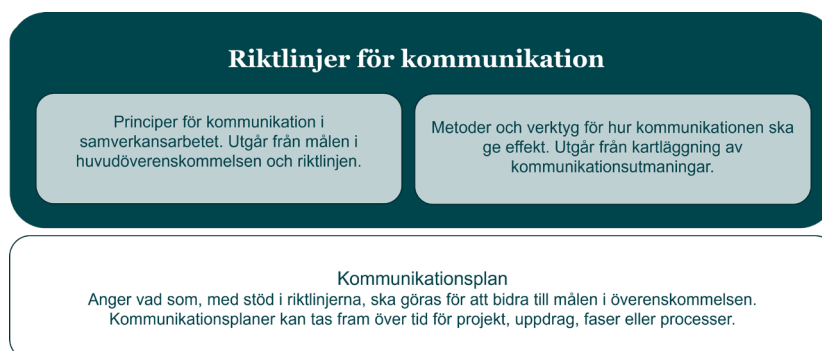 Riktlinjer för kommunikation
Principer för kommunikation i
samverkansarbetet. Utgår från målen i
huvudöverenskommelsen och riktlinjen.
Metoder och verktyg för hur kommunikationen ska
ge effekt. Utgår från kartläggning av
kommunikationsutmaningar.
Kommunikationsplan
Anger vad som, med stöd i riktlinjerna, ska göras för att bidra till målen i överenskommelsen.
Kommunikationsplaner kan tas fram över tid för projekt, uppdrag, faser eller processer.